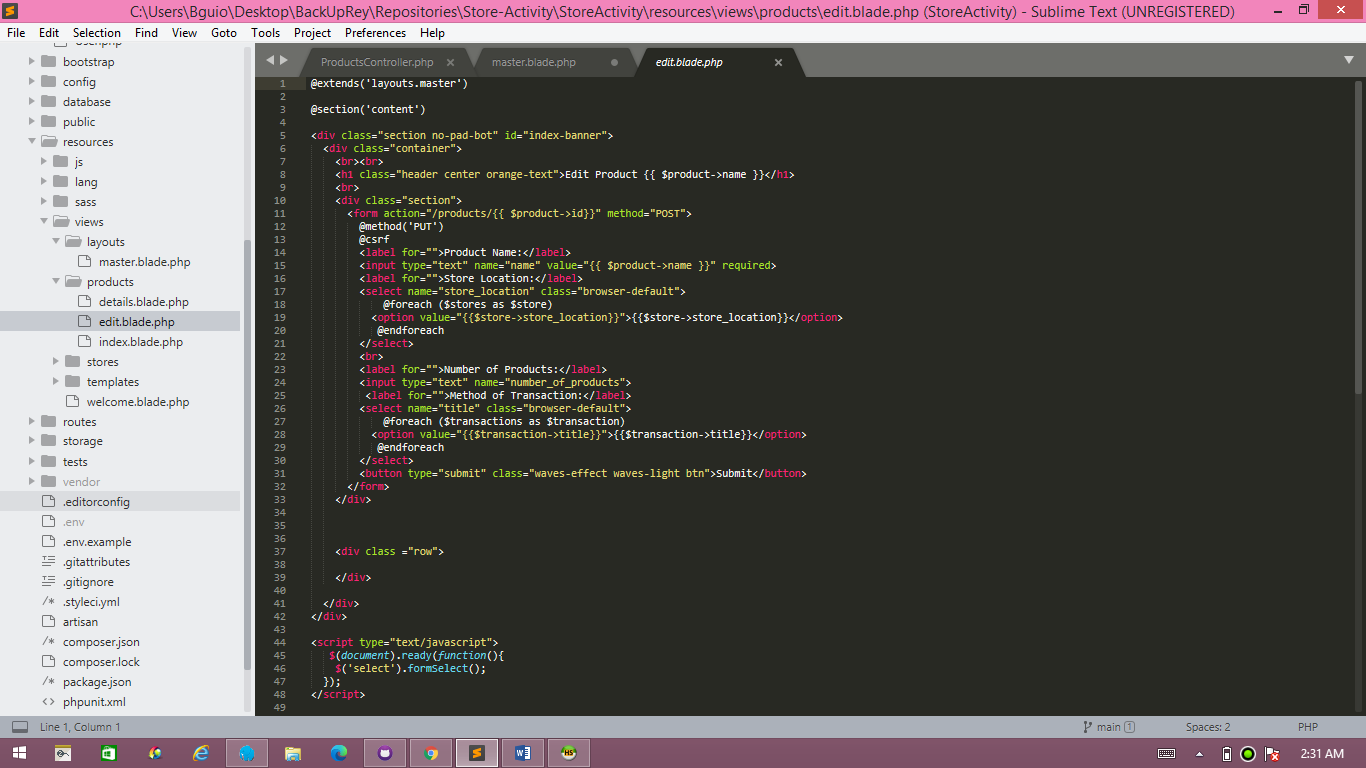 C:\Users\Bguio\Desktop\BackUpRey\Repositories\Store-Activity\StoreActivity\resources\views\products\edit.blade.php (StoreActivity) - Sublime Text (UNREGISTERED)
File Edit Selection Find View Goto Tools Project Preferences Help
bootstrap
config
database
public
resources
js
lang
sass
views
layouts
master.blade.php
products
details.blade.php
edit.blade.php
index.blade.php
stores
templates
welcome.blade.php
routes
storage
tests
vendor
.editorconfig
.env
.env.example
.gitattributes
.gitignore
.styleci.yml
artisan
composer.json
composer.lock
package.json
phpunit.xml
ProductsController.php master.blade.php edit.blade.php
1 @extends('layouts.master')
2
3 @section('content')
4
5 <div class="section no-pad-bot" id="index-banner">
6 <div class="container">
7 <br><br>
8 <h1 class="header center orange-text">Edit Product {{ $product->name }}</h1>
9 <br>
10 <div class="section">
11 <form action="/products/{{ $product->id}}" method="POST">
12 @method('PUT')
13 @csrf
14 <label for="">Product Name:</label>
15 <input type="text" name="name" value="{{ $product->name }}" required>
16 <label for="">Store Location:</label>
17 <select name="store_location" class="browser-default">
18 @foreach ($stores as $store)
19 <option value="{{$store->store_location}}">{{$store->store_location}}</option>
20 @endforeach
21 </select>
22 <br>
23 <label for="">Number of Products:</label>
24 <input type="text" name="number_of_products">
25 <label for="">Method of Transaction:</label>
26 <select name="title" class="browser-default">
27 @foreach ($transactions as $transaction)
28 <option value="{{$transaction->title}}">{{$transaction->title}}</option>
29 @endforeach
30 </select>
31 <button type="submit" class="waves-effect waves-light btn">Submit</button>
32 </form>
33 </div>
34
35
36
37 <div class ="row">
38
39 </div>
40
41 </div>
42 </div>
43
44 <script type="text/javascript">
45 $(document).ready(function(){
46 $('select').formSelect();
47 });
48 </script>
49
Line 1, Column 1 main 1 Spaces: 2 PHP
2:31 AM